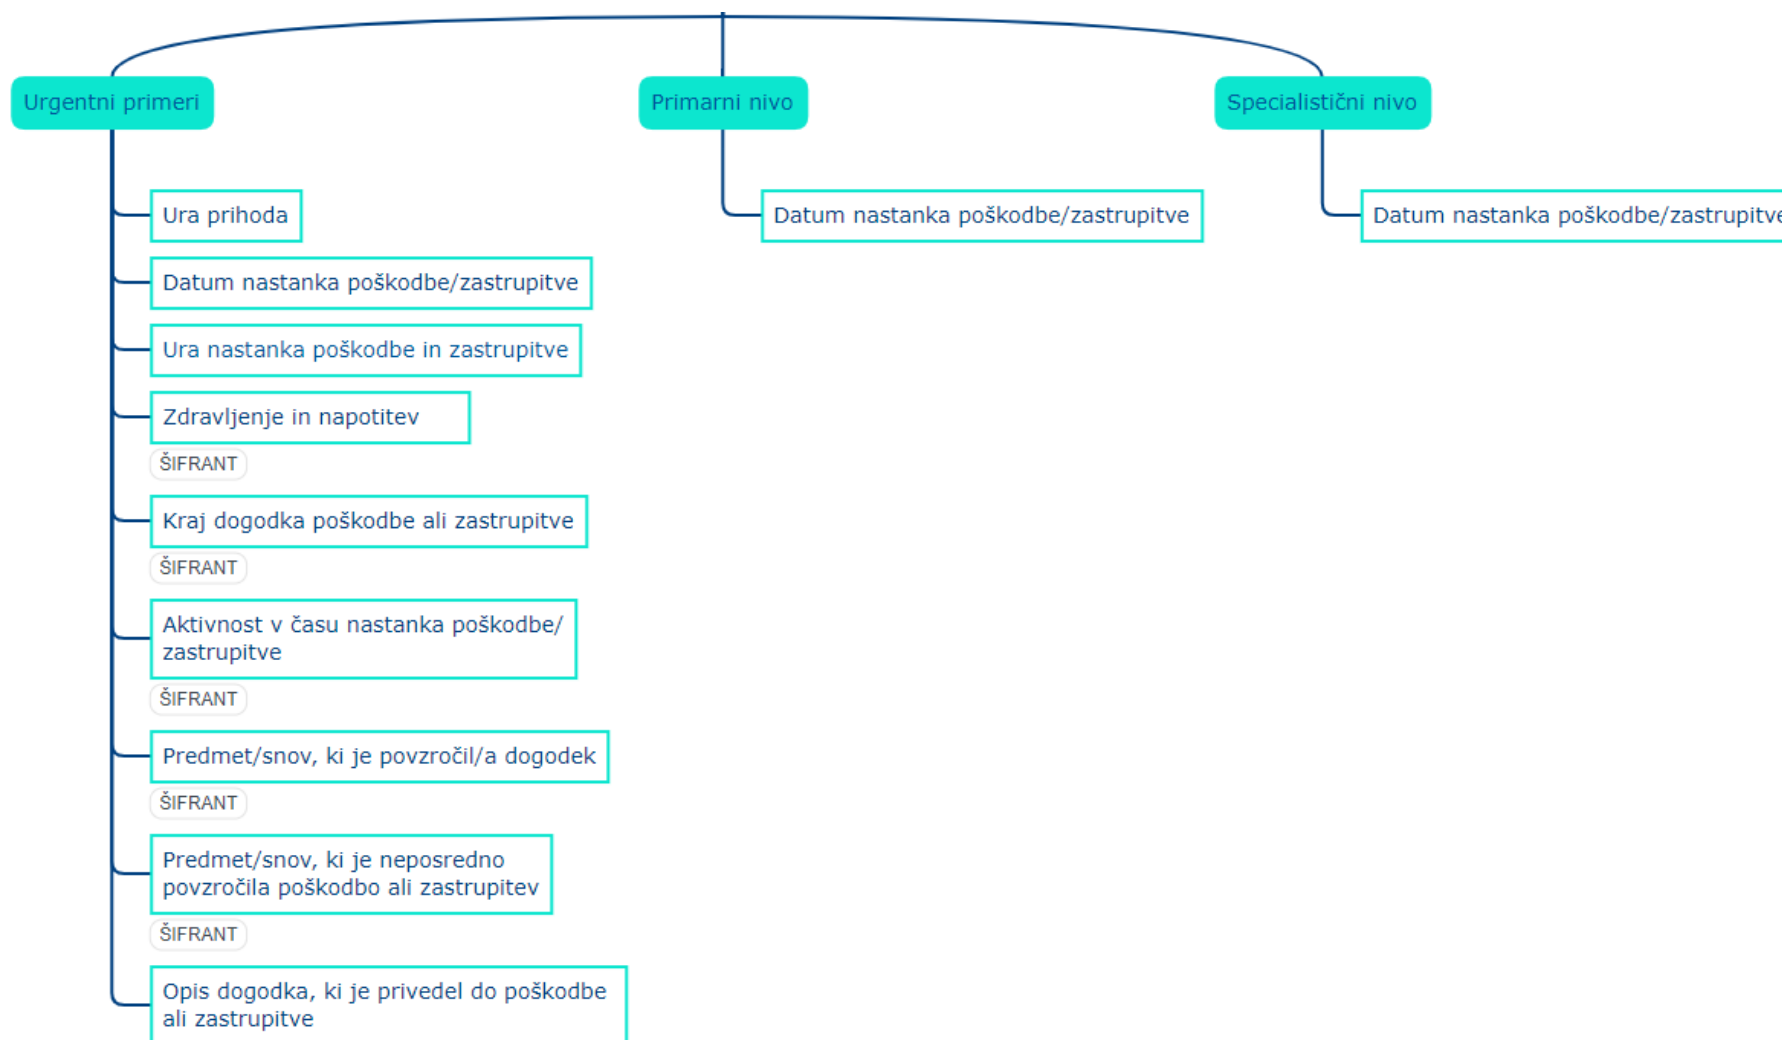 Urgentni primeri
Primarni nivo
Specialistični nivo
Ura prihoda
Datum nastanka poškodbe/zastrupitve
Ura nastanka poškodbe in zastrupitve
Zdravljenje in napotitev
ŠIFRANT
Kraj dogodka poškodbe ali zastrupitve
ŠIFRANT
Aktivnost v času nastanka poškodbe/
zastrupitve
ŠIFRANT
Predmet/snov, ki je povzročil/a dogodek
ŠIFRANT
Predmet/snov, ki je neposredno
povzročila poškodbo ali zastrupitev
ŠIFRANT
Opis dogodka, ki je privedel do poškodbe
ali zastrupitve
Datum nastanka poškodbe/zastrupitve
Datum nastanka poškodbe/zastrupitve